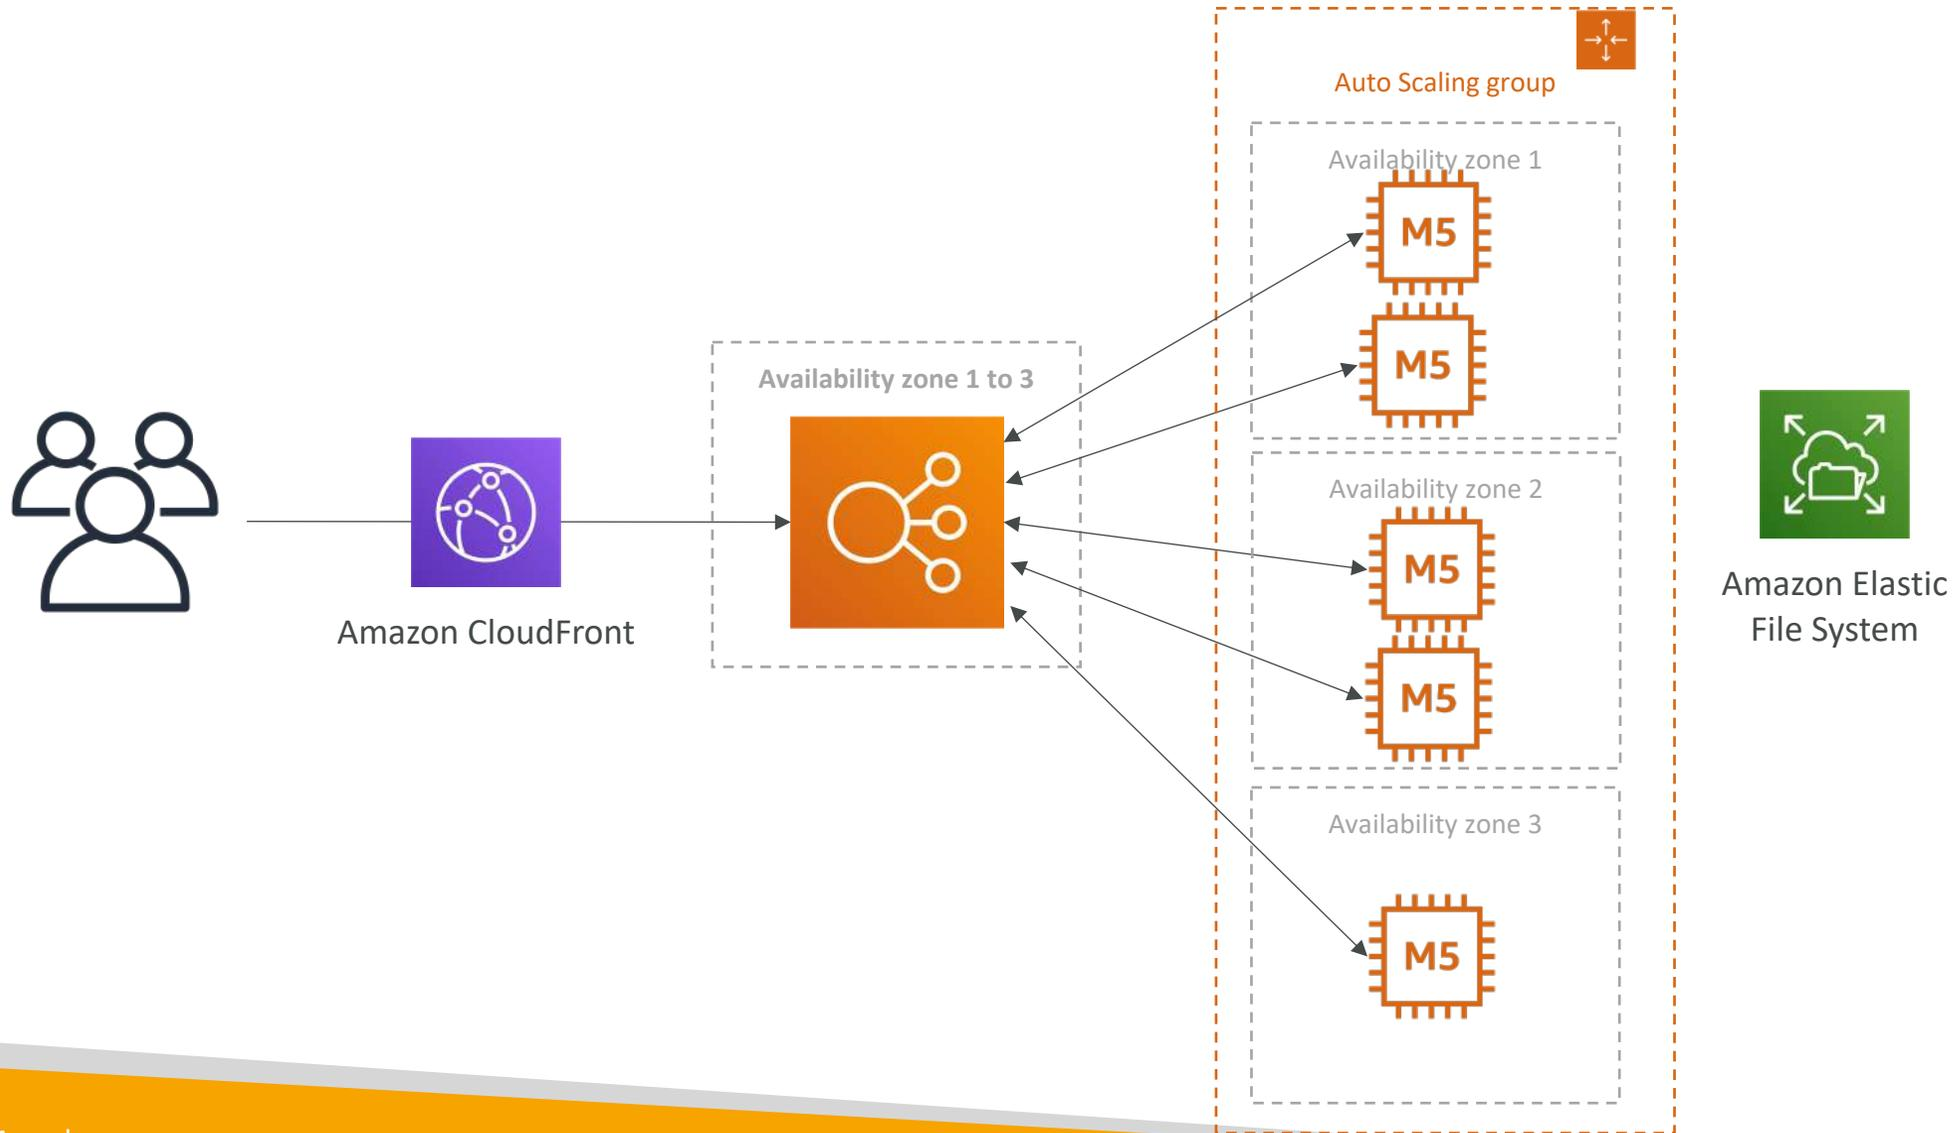 Auto Scaling group
Availability zone 1
M5
M5
Availability zone 1 to 3
Availability zone 2
M5
M5
Amazon CloudFront
Amazon Elastic
File System
Availability zone 3
M5